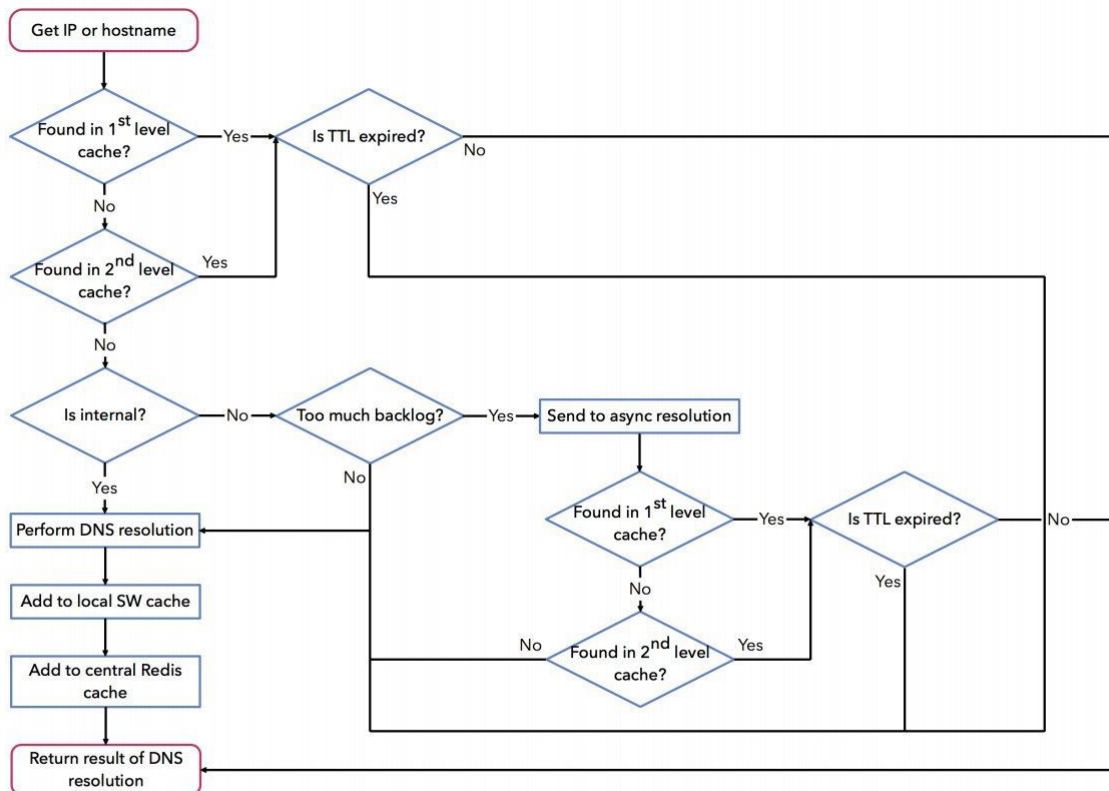 Get IP or hostname
Found in 1st level
cache?
Yes
Is TTL expired?
No
Yes
No
Found in 2nd level
cache?
Yes
No
Is internal?
No
Too much backlog?
Yes
Send to async resolution
No
Yes
Perform DNS resolution
Found in 1st level
cache?
Yes
Is TTL expired?
No
Yes
No
Add to local SW cache
Found in 2nd level
cache?
No
Yes
Add to central Redis
cache
Return result of DNS
resolution